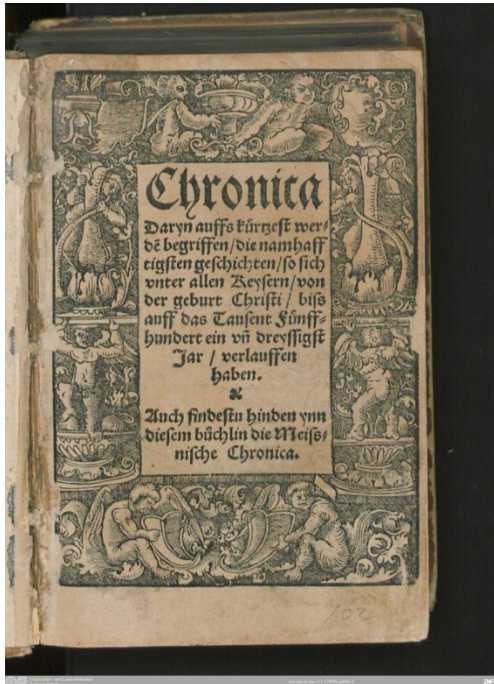 Chronica
Daryn auffs kürtzest wer⸗
dē begriffen/die namhaff
tigsten geschichten/so sich
vnter allen Keysern/von
der geburt Christi/ biss
auff das Tausent Fünff⸗
hundert ein vñ dreyssigst
Jar / verlauffen
haben.
Auch findestu hinden ynn
diesem büchlin die Meiss⸗
nische Chronica.